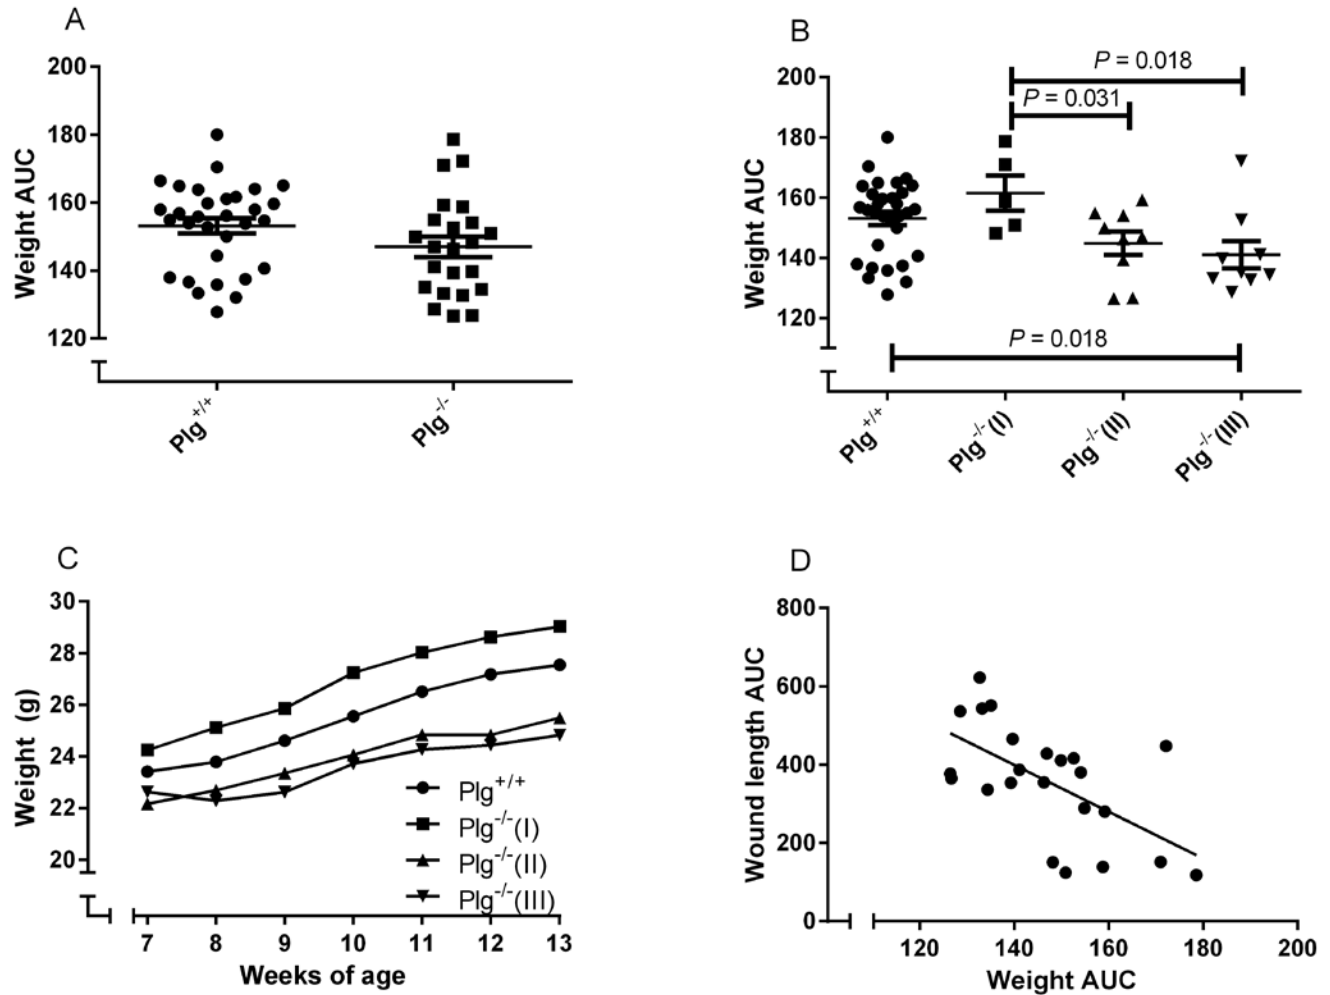 A
200
180
160
140
120
Weight AUC
Plg+/+
Plg-/-
B
P = 0.018
P = 0.031
200
180
160
140
120
Weight AUC
P = 0.018
Plg+/+
Plg-/-(I)
Plg-/-(II)
Plg-/-(III)
C
30
28
26
24
22
20
Weight (g)
Plg+/+
Plg-/-(I)
Plg-/-(II)
Plg-/-(III)
7 8 9 10 11 12 13
Weeks of age
D
800
600
400
200
0
Wound length AUC
120 140 160 180 200
Weight AUC